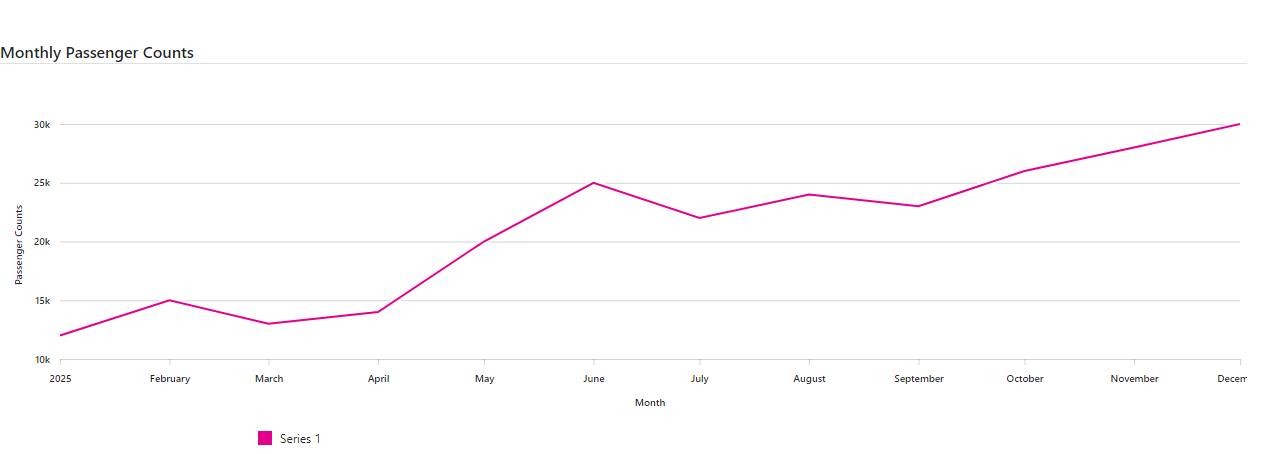 Monthly Passenger Counts
30k
25k
20k
15k
10k
Passenger Counts
2025 February March April May June July August September October November Decem
Month
Series 1